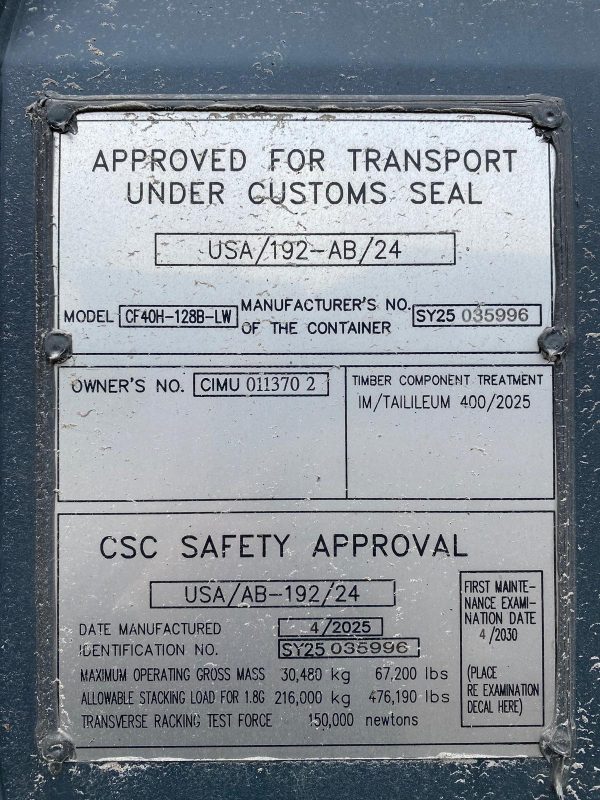 APPROVED FOR TRANSPORT
UNDER CUSTOMS SEAL
USA/192-AB/24
MODEL CF40H-128B-LW MANUFACTURER'S NO. OF THE CONTAINER SY25 035996
OWNER'S NO. CIMU 011370 2
TIMBER COMPONENT TREATMENT
IM/TAILILEUM 400/2025
CSC SAFETY APPROVAL
USA/AB-192/24
DATE MANUFACTURED 4/2025
IDENTIFICATION NO. SY25 035996
MAXIMUM OPERATING GROSS MASS 30,480 kg 67,200 lbs
ALLOWABLE STACKING LOAD FOR 1.8G 216,000 kg 476,190 lbs
TRANSVERSE RACKING TEST FORCE 150,000 newtons
FIRST MAINTE-
NANCE EXAMI-
NATION DATE
4/2030
(PLACE
RE EXAMINATION
DECAL HERE)